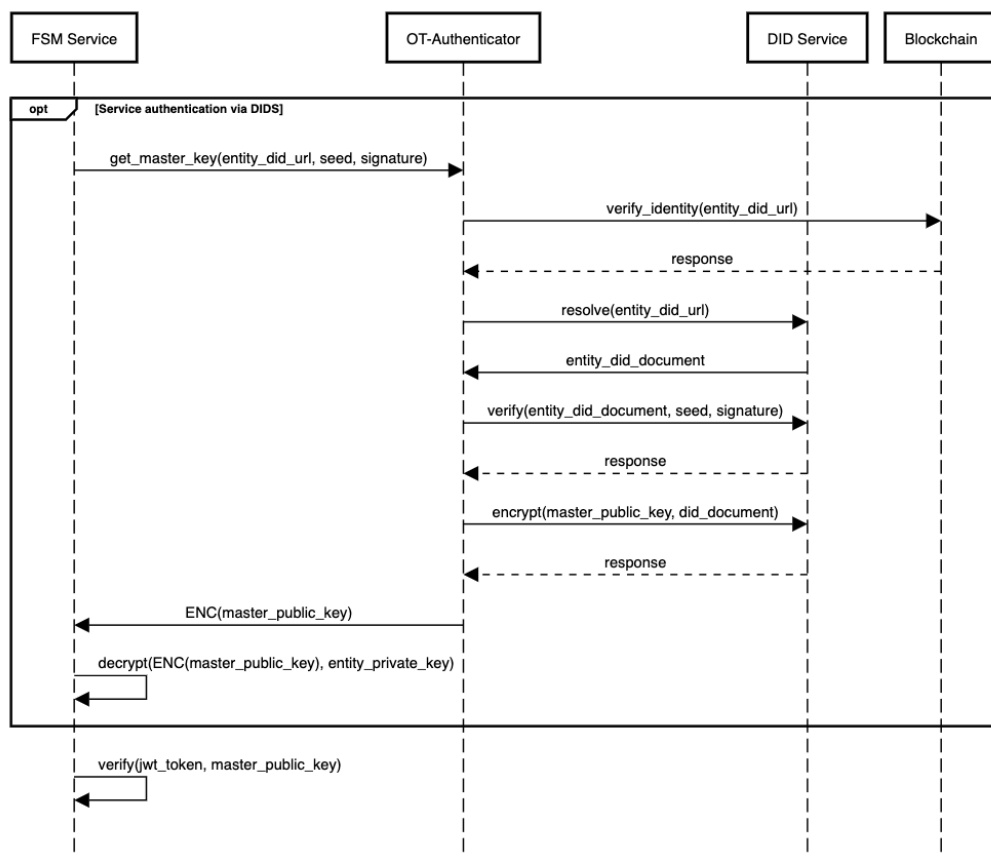 FSM Service
OT-Authenticator
DID Service
Blockchain
opt
[Service authentication via DIDS]
get_master_key(entity_did_url, seed, signature)
verify_identity(entity_did_url)
response
resolve(entity_did_url)
entity_did_document
verify(entity_did_document, seed, signature)
response
encrypt(master_public_key, did_document)
response
ENC(master_public_key)
decrypt(ENC(master_public_key), entity_private_key)
verify(jwt_token, master_public_key)